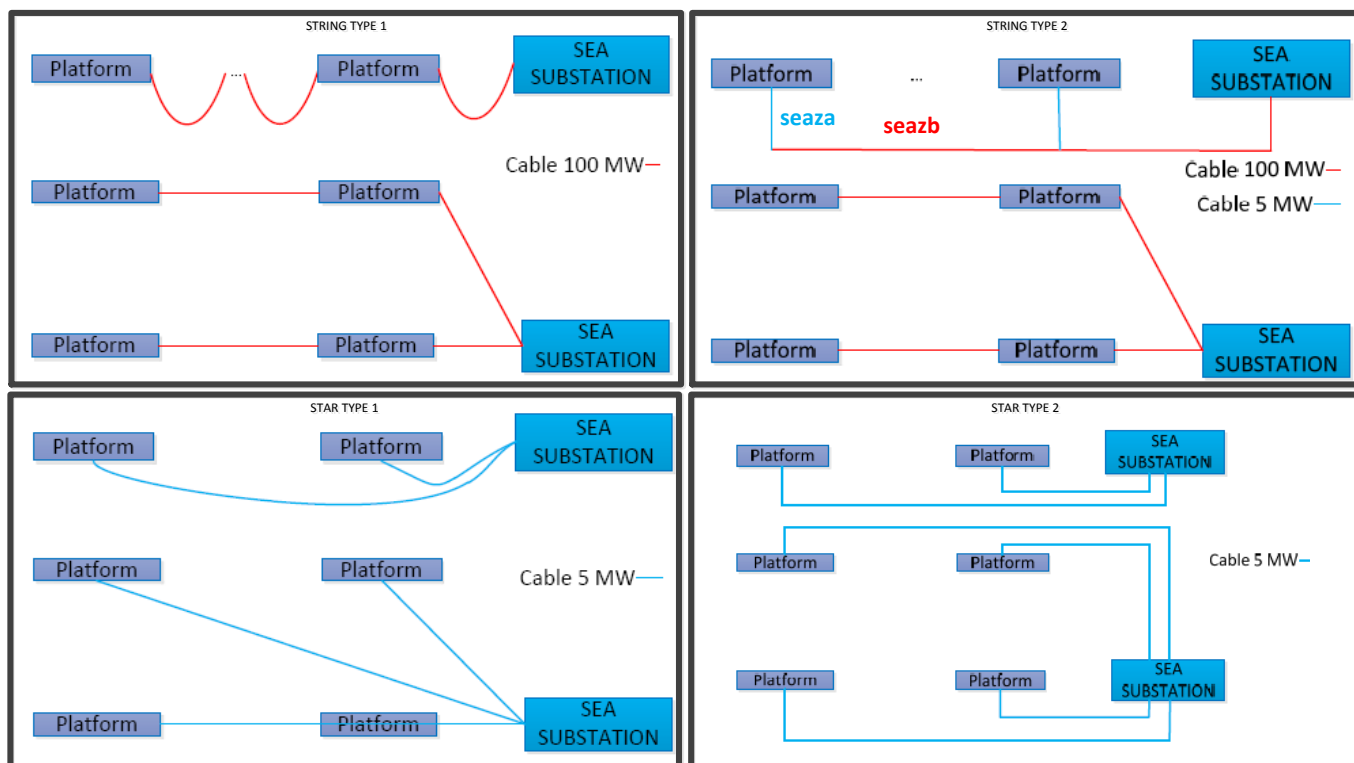 STRING TYPE 1
Platform
...
Platform
SEA
SUBSTATION
Cable 100 MW
Platform
Platform
Platform
Platform
SEA
SUBSTATION
STRING TYPE 2
Platform
...
Platform
SEA
SUBSTATION
seaza
seazb
Cable 100 MW
Platform
Platform
Cable 5 MW
Platform
Platform
SEA
SUBSTATION
STAR TYPE 1
Platform
Platform
SEA
SUBSTATION
Platform
Platform
Cable 5 MW
Platform
Platform
SEA
SUBSTATION
STAR TYPE 2
Platform
Platform
SEA
SUBSTATION
Platform
Platform
Cable 5 MW
Platform
Platform
SEA
SUBSTATION